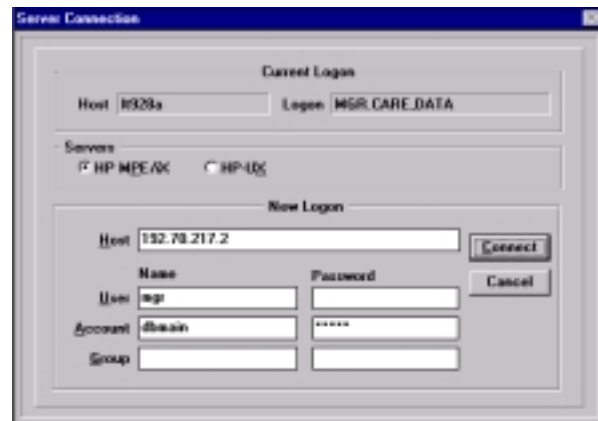 Server Connection
Current Logon
Host lt928a Logon MGR.CARE,DATA
Servers
HP MPE/iX HP-UX
New Logon
Host 192.70.217.2 Connect
Name Password Cancel
User mgr
Account dbmain *****
Group